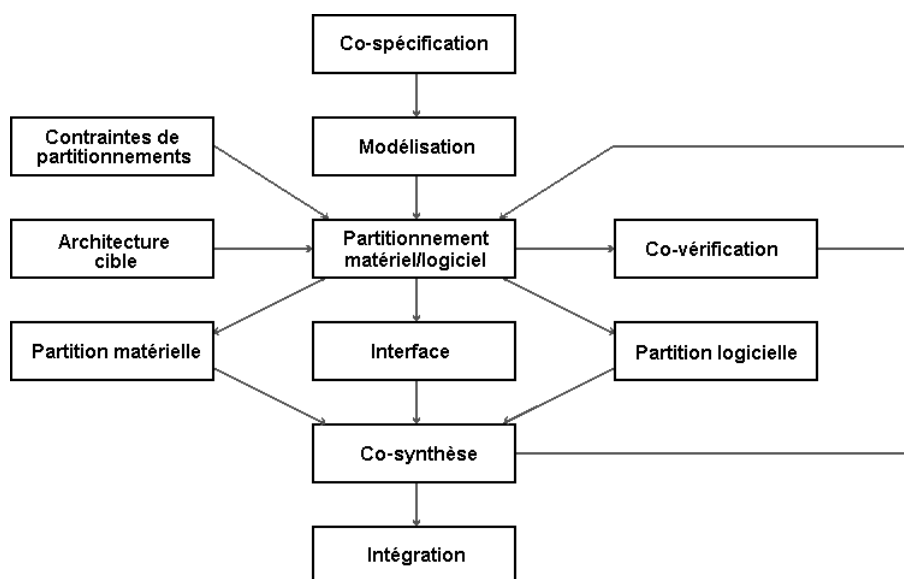 Co-spécification
Contraintes de
partitionnements
Modélisation
Architecture
cible
Partitionnement
matériel/logiciel
Co-vérification
Partition matérielle
Interface
Partition logicielle
Co-synthèse
Intégration